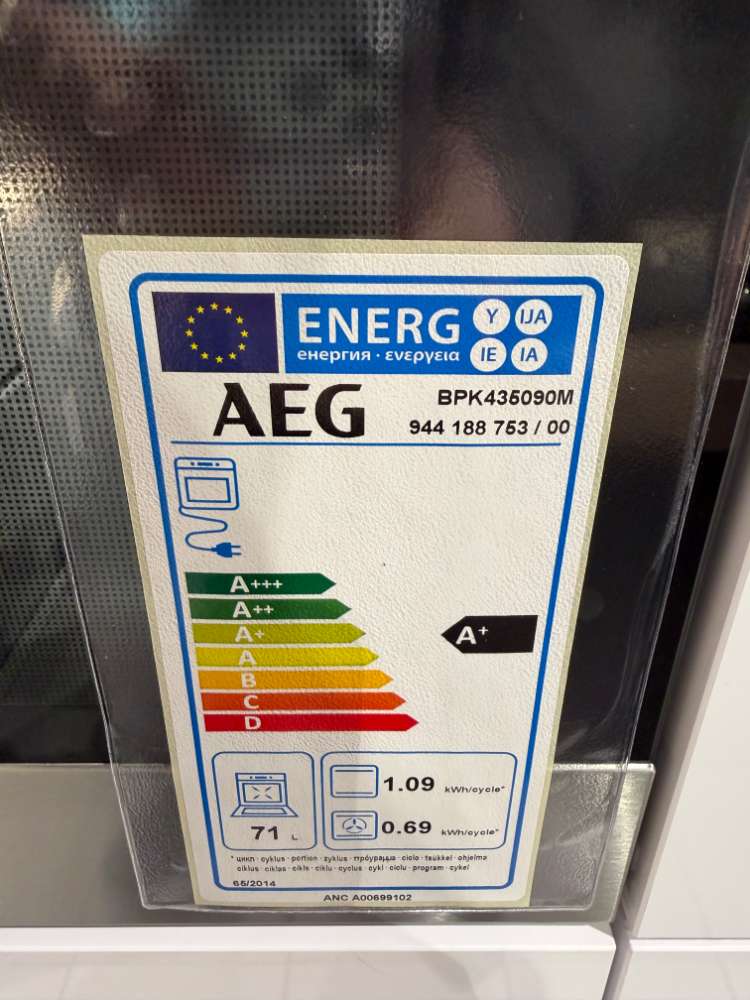 ENERG Y IJA
енергия · ενεργεια IE IA
AEG
BPK435090M
944 188 753 / 00
A+++
A++
A+
A
B
C
D
A+
71 L
1.09 kWh/cycle*
0.69 kWh/cycle*
* цикл · cyklus · portion · zyklus · πρόγραμμα · ciclo · tsükkel · ohjelma
ciklus · ciklas · cikls · ċiklu · cyclus · cykl · ciclu · program · cykel
65/2014
ANC A00699102